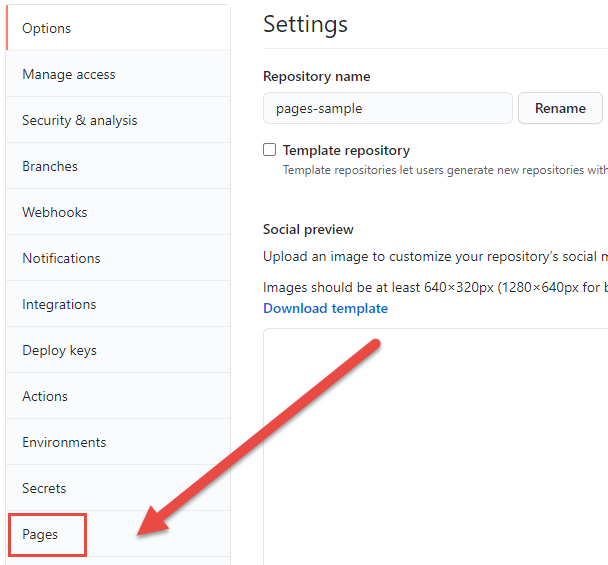 Options
Manage access
Security & analysis
Branches
Webhooks
Notifications
Integrations
Deploy keys
Actions
Environments
Secrets
Pages
Settings
Repository name
pages-sample
Rename
Template repository
Template repositories let users generate new repositories with
Social preview
Upload an image to customize your repository’s social m
Images should be at least 640×320px (1280×640px for b
Download template